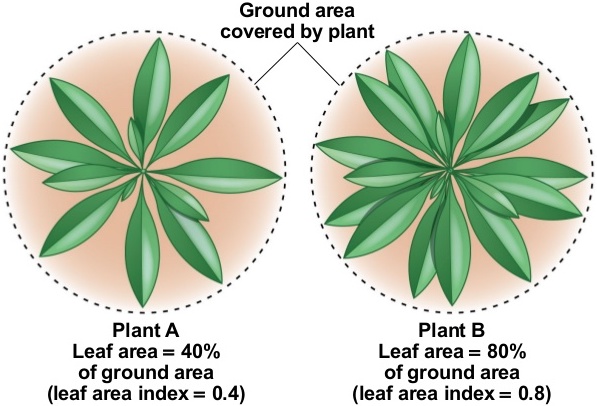 Ground area
covered by plant
Plant A
Leaf area = 40%
of ground area
(leaf area index = 0.4)
Plant B
Leaf area = 80%
of ground area
(leaf area index = 0.8)